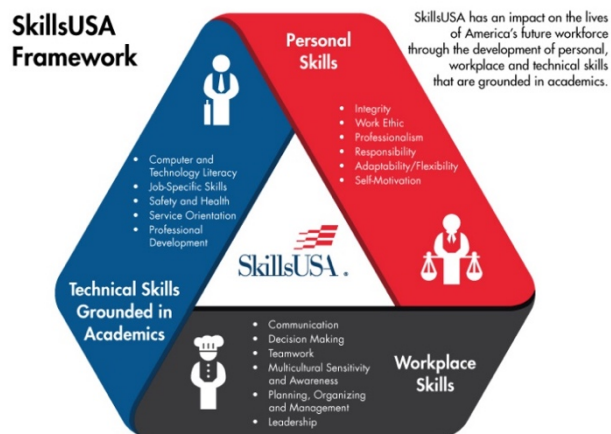 SkillsUSA
Framework
SkillsUSA has an impact on the lives
of America's future workforce
through the development of personal,
workplace and technical skills
that are grounded in academics.
Personal
Skills
• Integrity
• Work Ethic
• Professionalism
• Responsibility
• Adaptability/Flexibility
• Self-Motivation
• Computer and
Technology Literacy
• Job-Specific Skills
• Safety and Health
• Service Orientation
• Professional
Development
Technical Skills
Grounded in
Academics
SkillsUSA.
• Communication
• Decision Making
• Teamwork
• Multicultural Sensitivity
and Awareness
• Planning, Organizing
and Management
• Leadership
Workplace
Skills